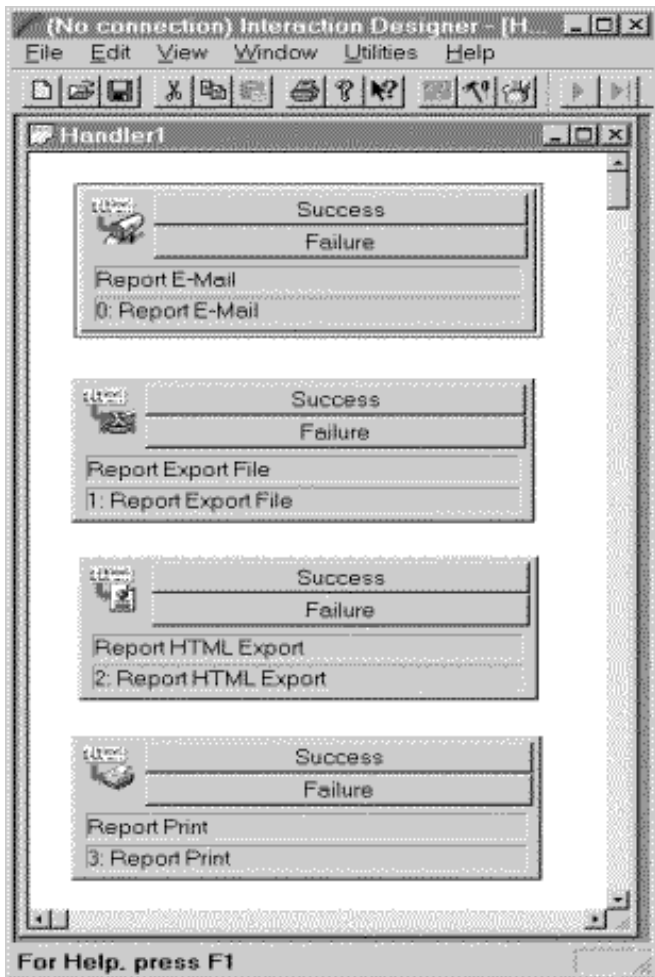 (No connection) Interaction Designer - [H...
File Edit View Window Utilities Help
Handler1
Success
Failure
Report E-Mail
0: Report E-Mail
Success
Failure
Report Export File
1: Report Export File
Success
Failure
Report HTML Export
2: Report HTML Export
Success
Failure
Report Print
3: Report Print
For Help, press F1